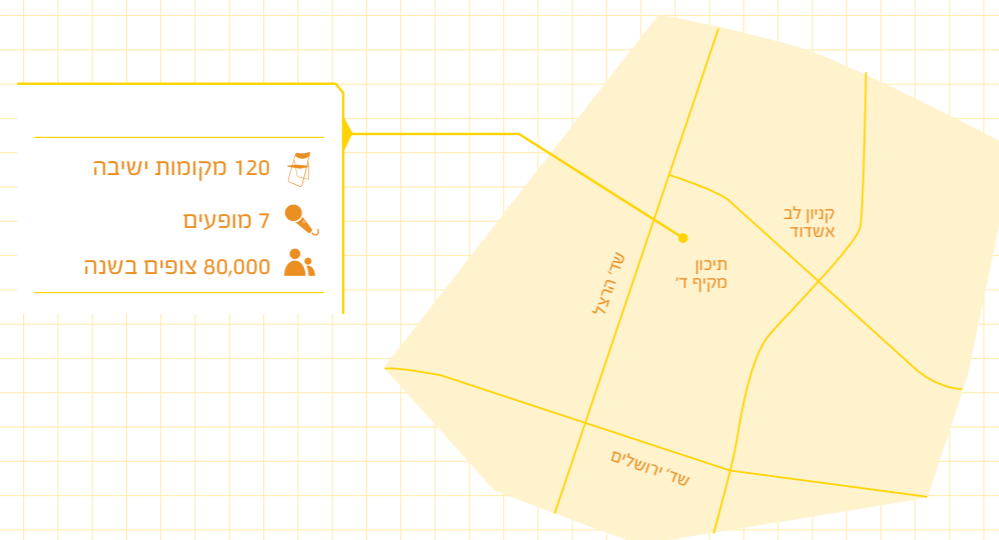 120 מקומות ישיבה
7 מופעים
80,000 צופים בשנה
קניון לב
אשדוד
תיכון
מקיף ד׳
שד׳ הרצל
שד׳ ירושלים